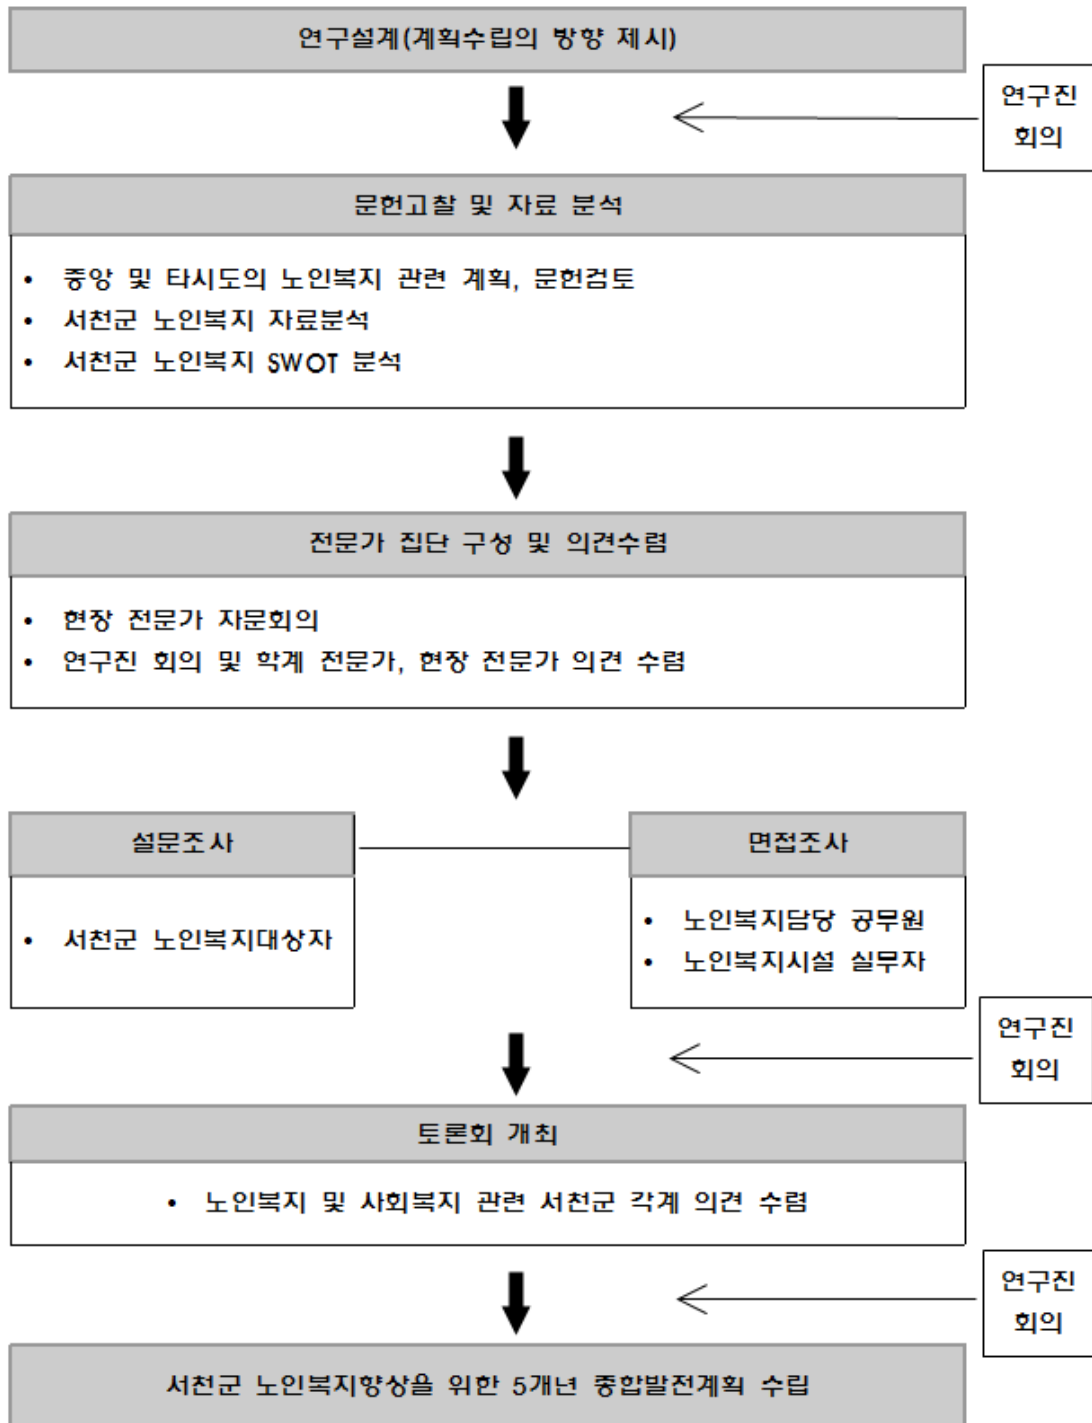 연구설계(계획수립의 방향 제시)
연구진
회의
문헌고찰 및 자료 분석
• 중앙 및 타시도의 노인복지 관련 계획, 문헌검토
• 서천군 노인복지 자료분석
• 서천군 노인복지 SWOT 분석
전문가 집단 구성 및 의견수렴
• 현장 전문가 자문회의
• 연구진 회의 및 학계 전문가, 현장 전문가 의견 수렴
설문조사
• 서천군 노인복지대상자
면접조사
• 노인복지담당 공무원
• 노인복지시설 실무자
연구진
회의
토론회 개최
• 노인복지 및 사회복지 관련 서천군 각계 의견 수렴
연구진
회의
서천군 노인복지향상을 위한 5개년 종합발전계획 수립